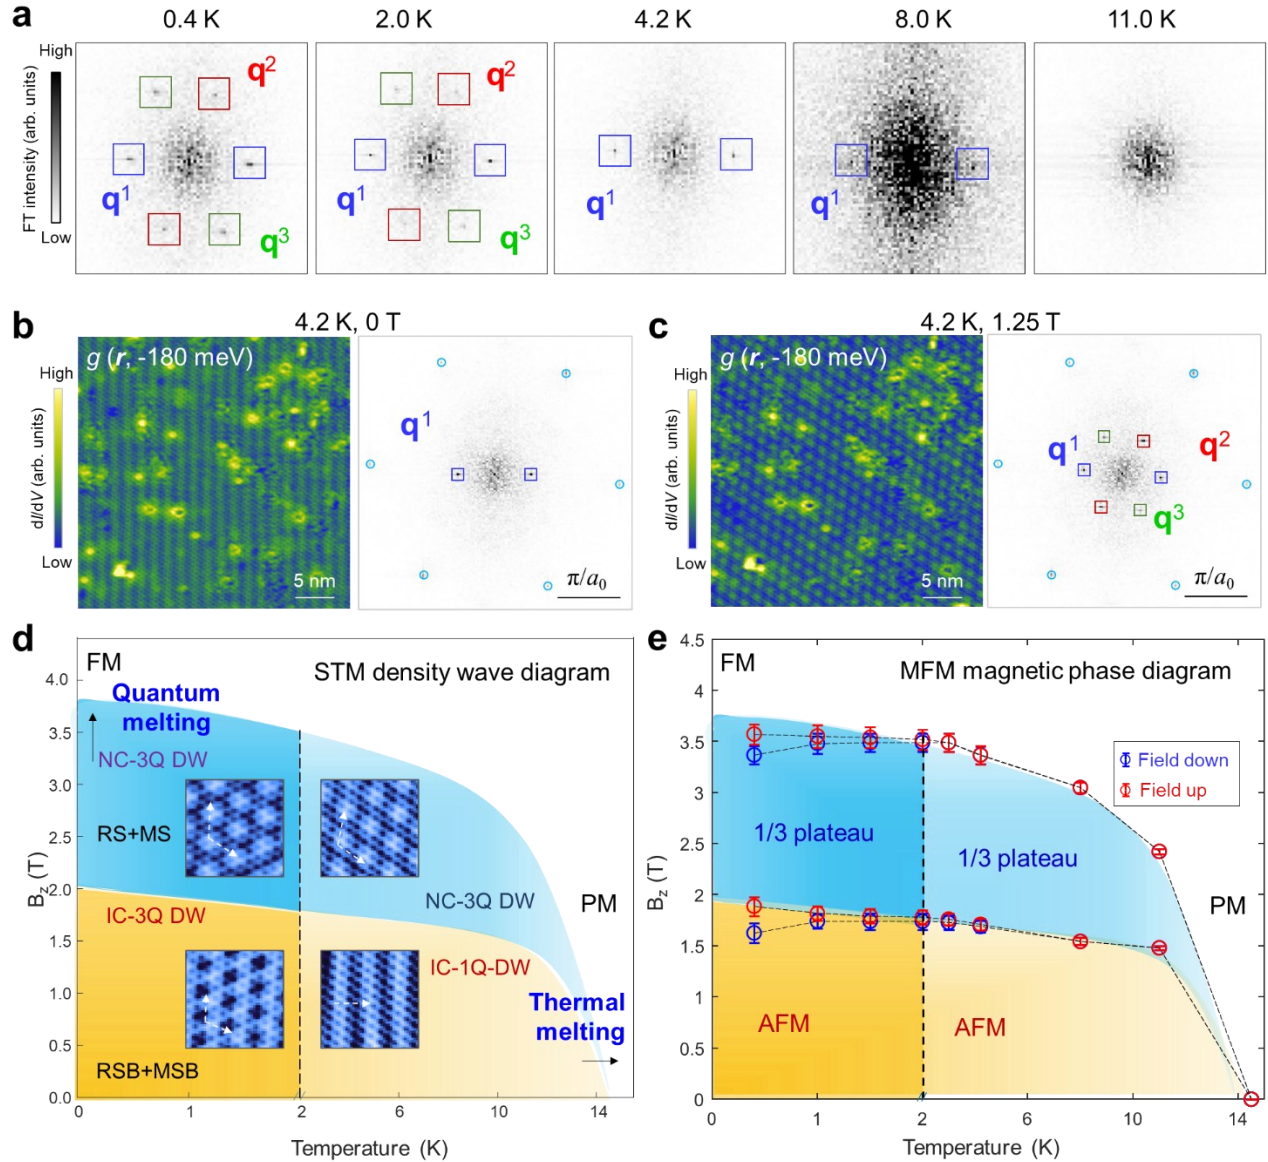 a
0.4 K
2.0 K
4.2 K
8.0 K
11.0 K
High
FT intensity (arb. units)
Low
q²
q¹
q³
q²
q¹
q³
q¹
q¹
b
4.2 K, 0 T
g (r, -180 meV)
High
dI/dV (arb. units)
Low
5 nm
q¹
π/a₀
c
4.2 K, 1.25 T
g (r, -180 meV)
High
dI/dV (arb. units)
Low
5 nm
q¹
q²
q³
π/a₀
d
FM
STM density wave diagram
4.0
Quantum
melting
3.5
NC-3Q DW
3.0
RS+MS
2.5
NC-3Q DW
2.0
PM
IC-3Q DW
1.5
IC-1Q-DW
1.0
Thermal
melting
0.5
RSB+MSB
0.0
B_z (T)
0
1
2
6
10
14
Temperature (K)
e
4.5
FM
MFM magnetic phase diagram
4
3.5
Field down
Field up
3
1/3 plateau
1/3 plateau
2.5
2
PM
1.5
AFM
AFM
1
0.5
0
B_z (T)
0
1
2
6
10
14
Temperature (K)